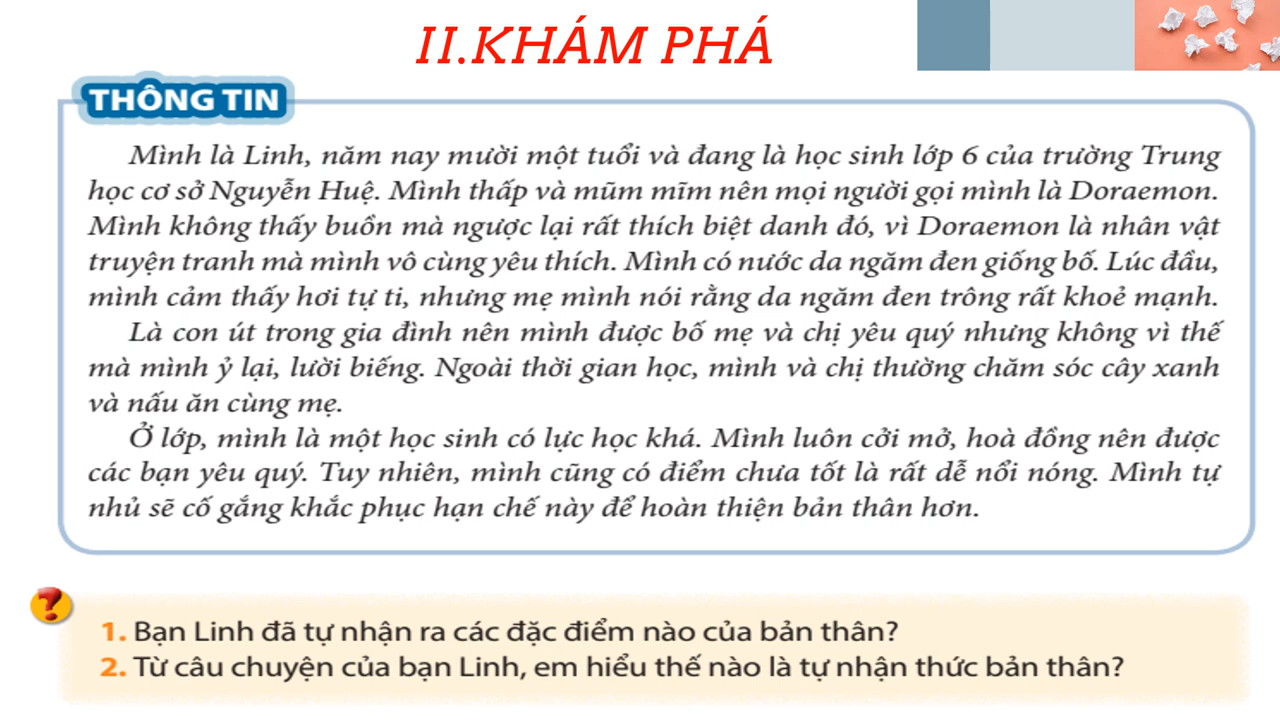 II.KHÁM PHÁ
THÔNG TIN
Mình là Linh, năm nay mười một tuổi và đang là học sinh lớp 6 của trường Trung
học cơ sở Nguyễn Huệ. Mình thấp và mũm mĩm nên mọi người gọi mình là Doraemon.
Mình không thấy buồn mà ngược lại rất thích biệt danh đó, vì Doraemon là nhân vật
truyện tranh mà mình vô cùng yêu thích. Mình có nước da ngăm đen giống bố. Lúc đầu,
mình cảm thấy hơi tự ti, nhưng mẹ mình nói rằng da ngăm đen trông rất khoẻ mạnh.
Là con út trong gia đình nên mình được bố mẹ và chị yêu quý nhưng không vì thế
mà mình ỷ lại, lười biếng. Ngoài thời gian học, mình và chị thường chăm sóc cây xanh
và nấu ăn cùng mẹ.
Ở lớp, mình là một học sinh có lực học khá. Mình luôn cởi mở, hoà đồng nên được
các bạn yêu quý. Tuy nhiên, mình cũng có điểm chưa tốt là rất dễ nổi nóng. Mình tự
nhủ sẽ cố gắng khắc phục hạn chế này để hoàn thiện bản thân hơn.
?
1. Bạn Linh đã tự nhận ra các đặc điểm nào của bản thân?
2. Từ câu chuyện của bạn Linh, em hiểu thế nào là tự nhận thức bản thân?